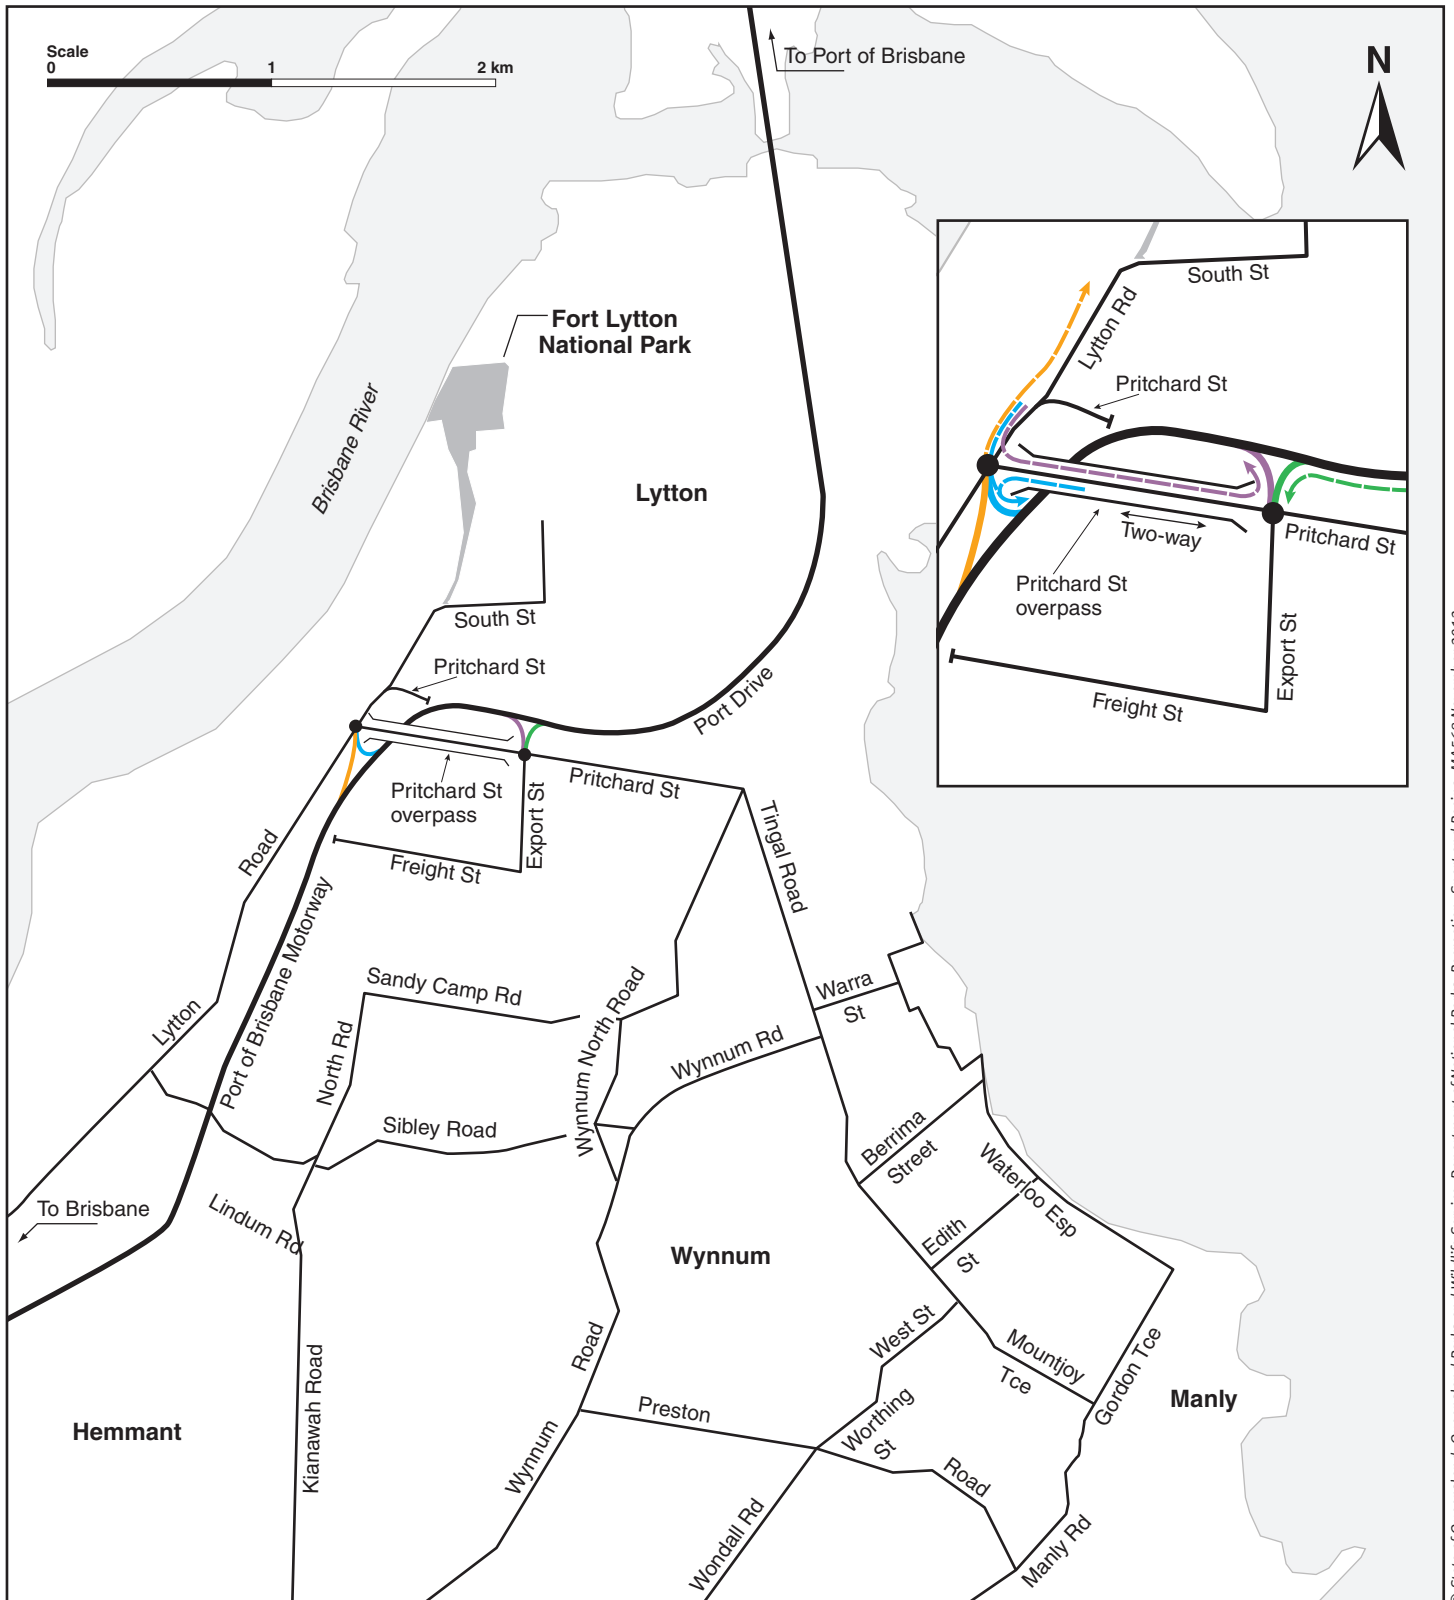 Scale
0 1 2 km
To Port of Brisbane
N
Fort Lytton
National Park
Brisbane River
Lytton
South St
Pritchard St
Port Drive
Pritchard St
overpass
Pritchard St
Export St
Freight St
Road
Lytton
Port of Brisbane Motorway
Tingal Road
Sandy Camp Rd
North Rd
Wynnum North Road
Wynnum Rd
Warra
St
Sibley Road
Berrima
Street
Waterloo Esp
To Brisbane
Lindum Rd
Edith
St
Wynnum
West St
Mountjoy
Tce
Gordon Tce
Manly
Road
Wynnum
Hemmant
Kianawah Road
Preston
Road
Worthing
St
Wondall Rd
Manly Rd
South St
Lytton Rd
Pritchard St
Two-way
Pritchard St
Pritchard St
overpass
Export St
Freight St